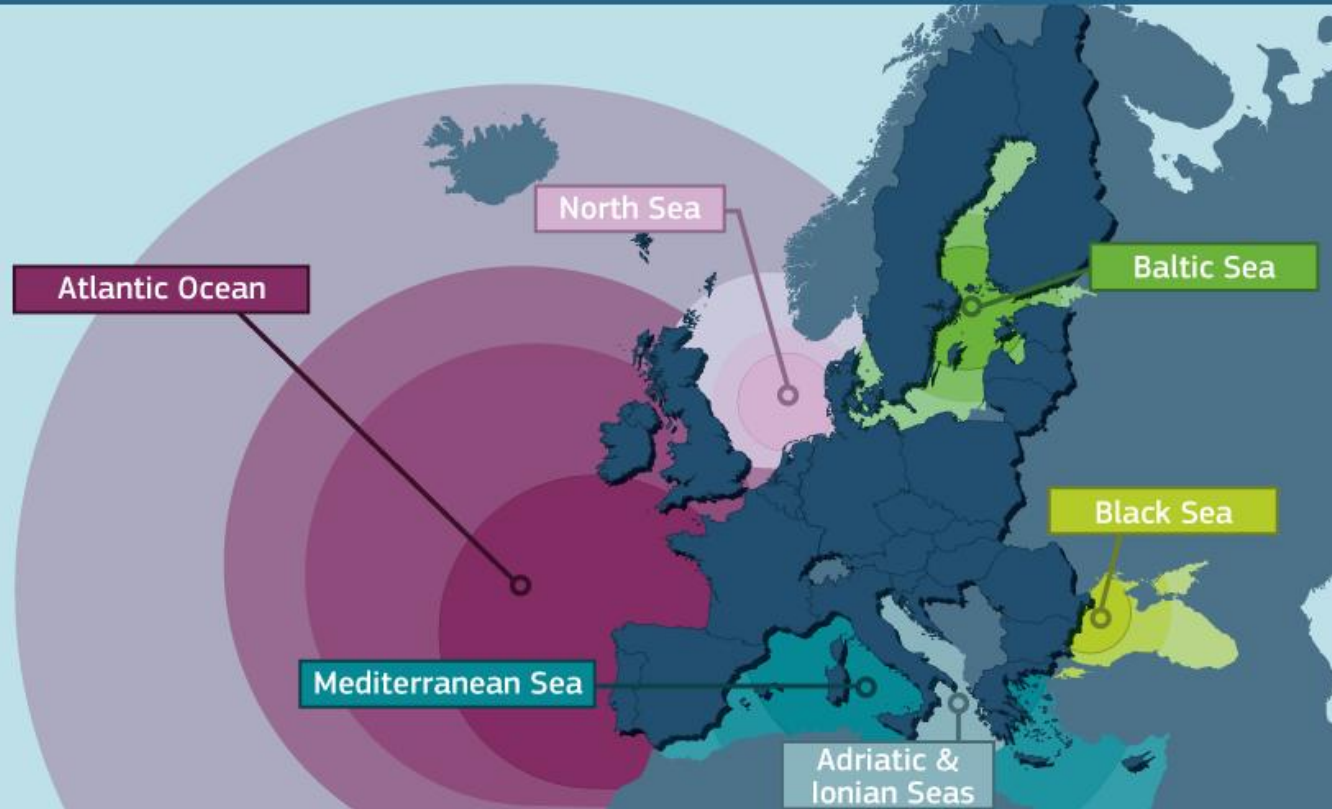 North Sea
Baltic Sea
Atlantic Ocean
Black Sea
Mediterranean Sea
Adriatic &
Ionian Seas